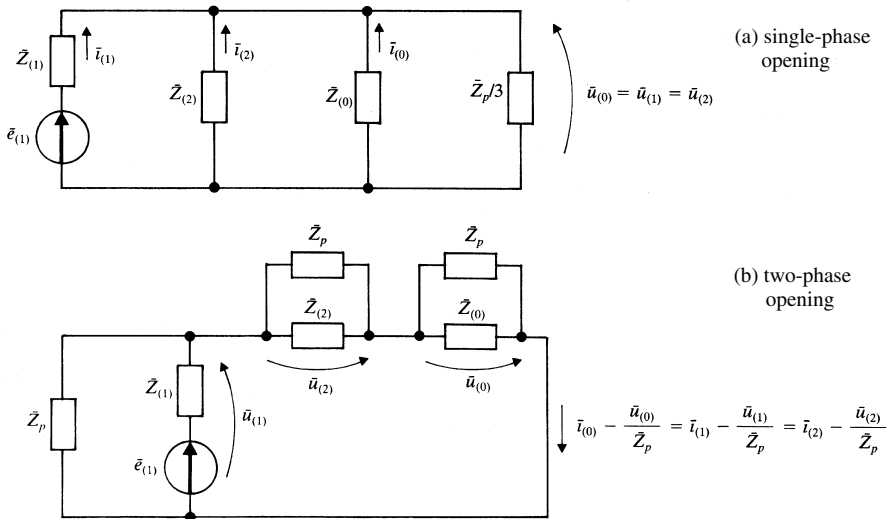 (a) single-phase
opening
Z̄(1)
ī(1)
ī(2)
ī(0)
Z̄(2)
Z̄(0)
Z̄p/3
ū(0) = ū(1) = ū(2)
ē(1)
Z̄p
Z̄p
(b) two-phase
opening
Z̄(2)
Z̄(0)
ū(2)
ū(0)
Z̄p
Z̄(1)
ū(1)
ē(1)
ī(0) − ū(0)/Z̄p = ī(1) − ū(1)/Z̄p = ī(2) − ū(2)/Z̄p